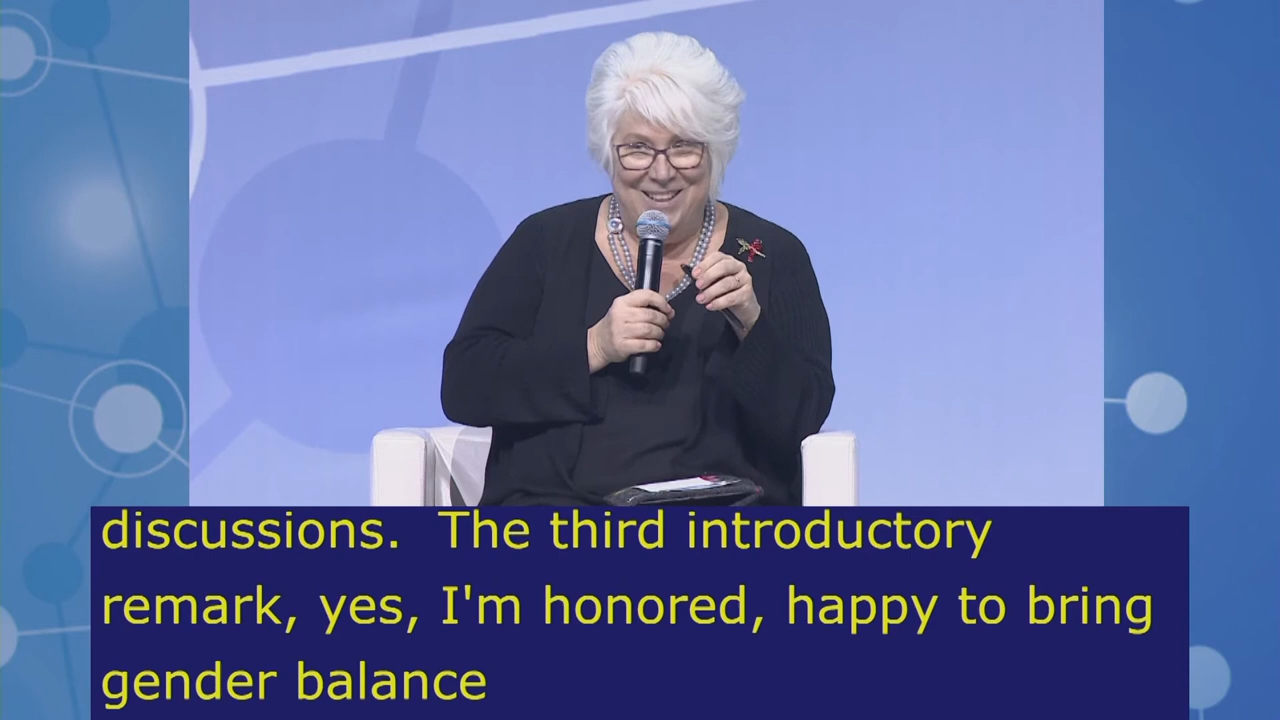 discussions.  The third introductory
remark, yes, I'm honored, happy to bring
gender balance